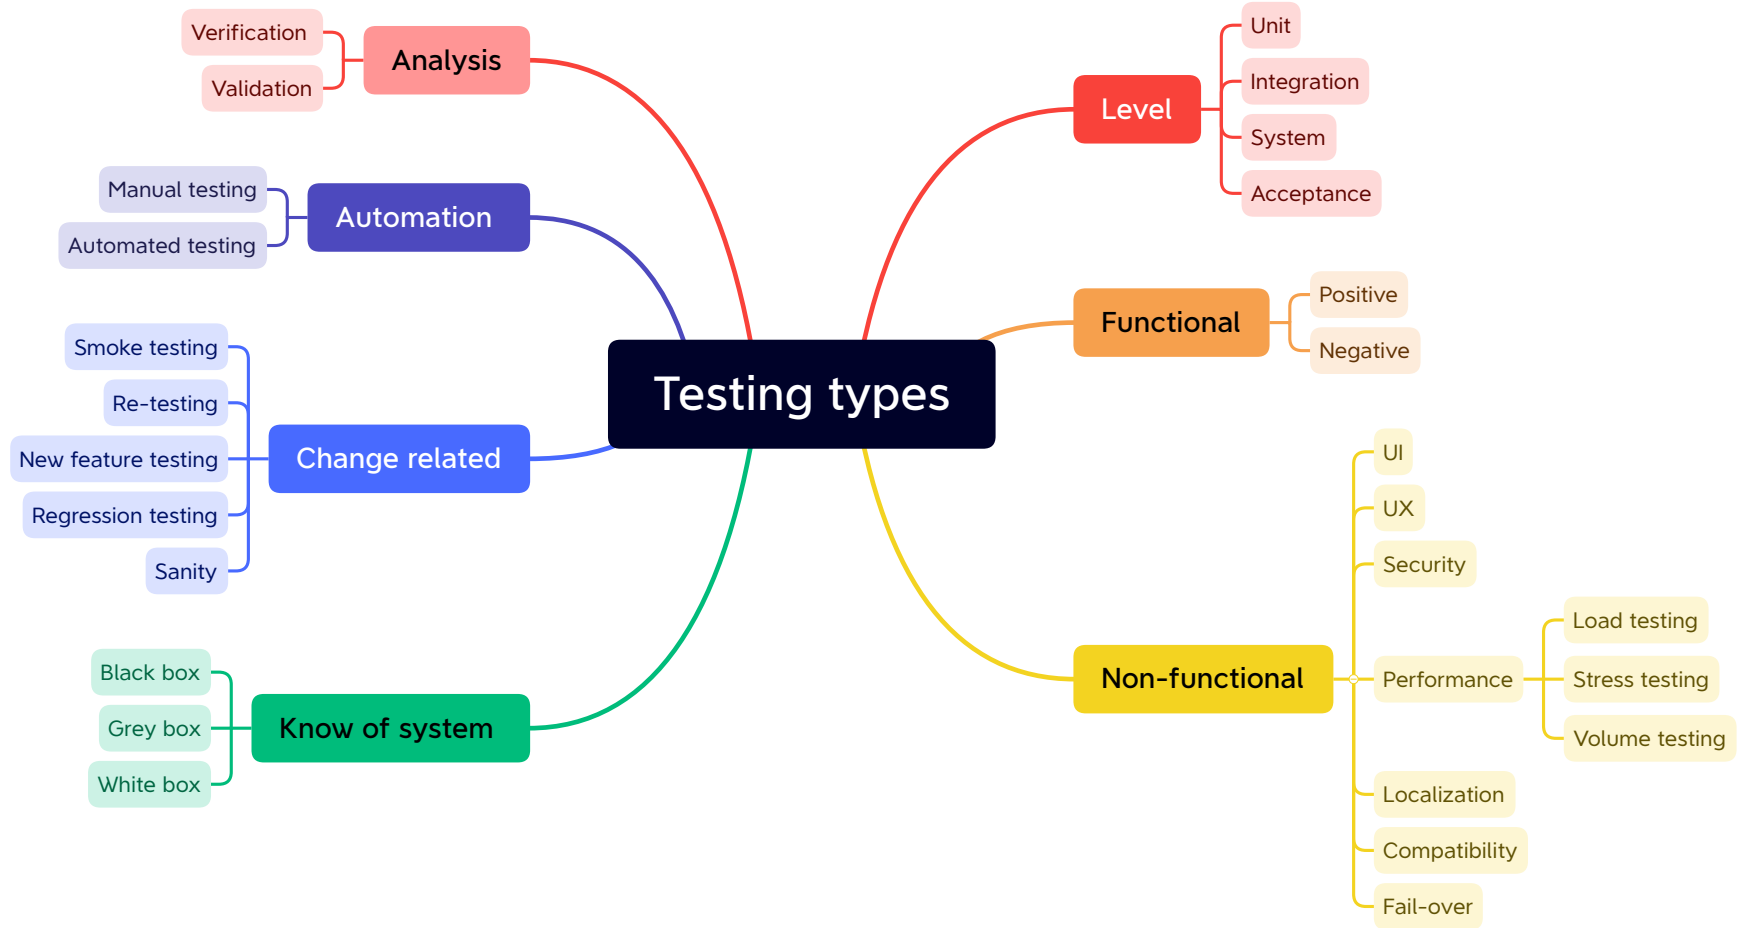 Testing types
Analysis
Verification
Validation
Automation
Manual testing
Automated testing
Change related
Smoke testing
Re-testing
New feature testing
Regression testing
Sanity
Know of system
Black box
Grey box
White box
Level
Unit
Integration
System
Acceptance
Functional
Positive
Negative
Non-functional
UI
UX
Security
Performance
Load testing
Stress testing
Volume testing
Localization
Compatibility
Fail-over